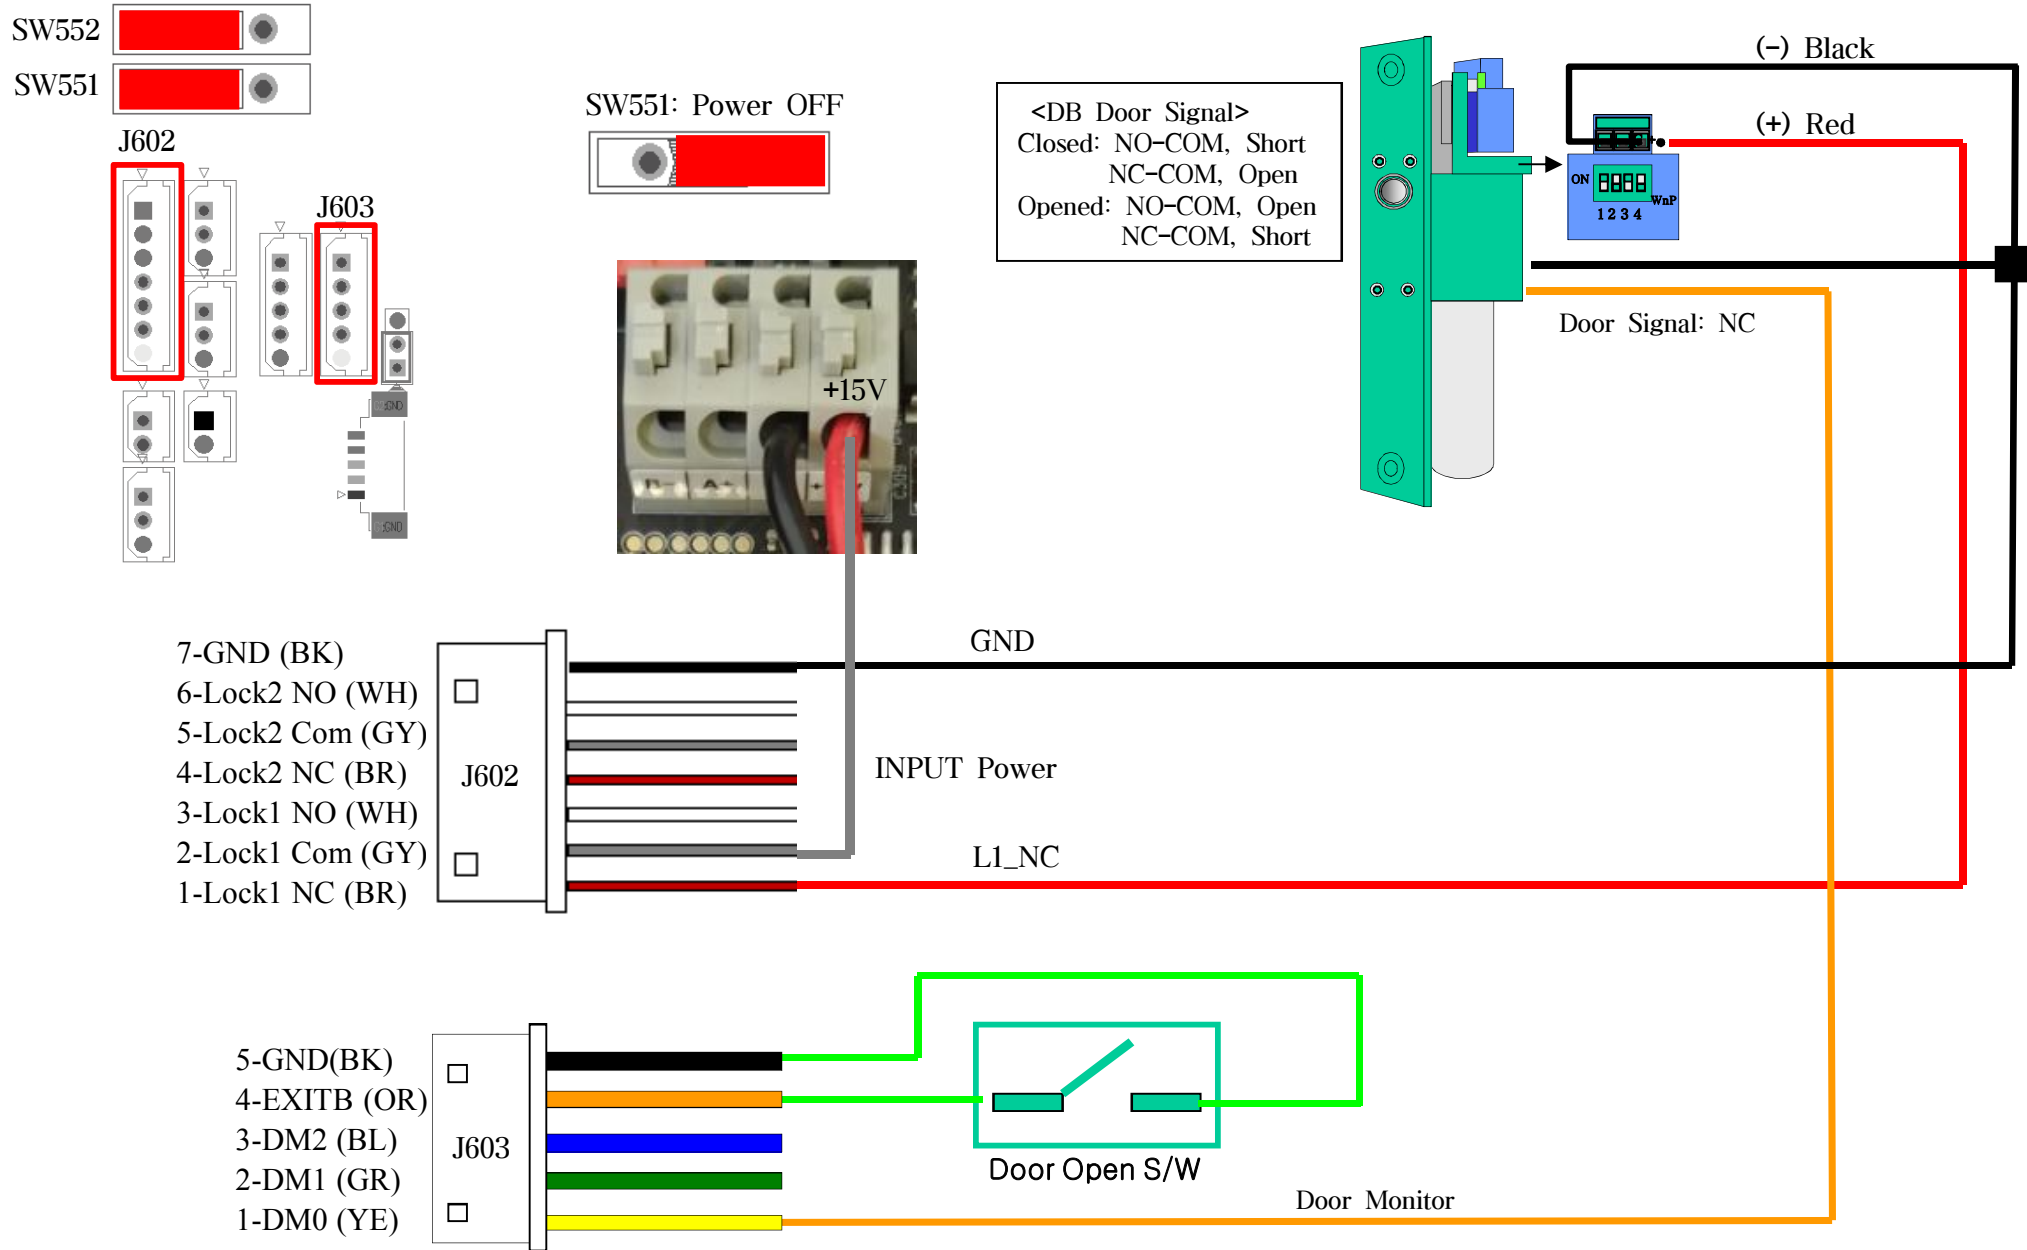 SW552
SW551
J602
J603
SW551: Power OFF
<DB Door Signal>
Closed: NO-COM, Short
NC-COM, Open
Opened: NO-COM, Open
NC-COM, Short
(-) Black
(+) Red
ON
WnP
1 2 3 4
Door Signal: NC
+15V
A+
C309
:GND
:GND
7-GND (BK)
6-Lock2 NO (WH)
5-Lock2 Com (GY)
4-Lock2 NC (BR)
3-Lock1 NO (WH)
2-Lock1 Com (GY)
1-Lock1 NC (BR)
J602
GND
INPUT Power
L1_NC
5-GND(BK)
4-EXITB (OR)
3-DM2 (BL)
2-DM1 (GR)
1-DM0 (YE)
J603
Door Open S/W
Door Monitor